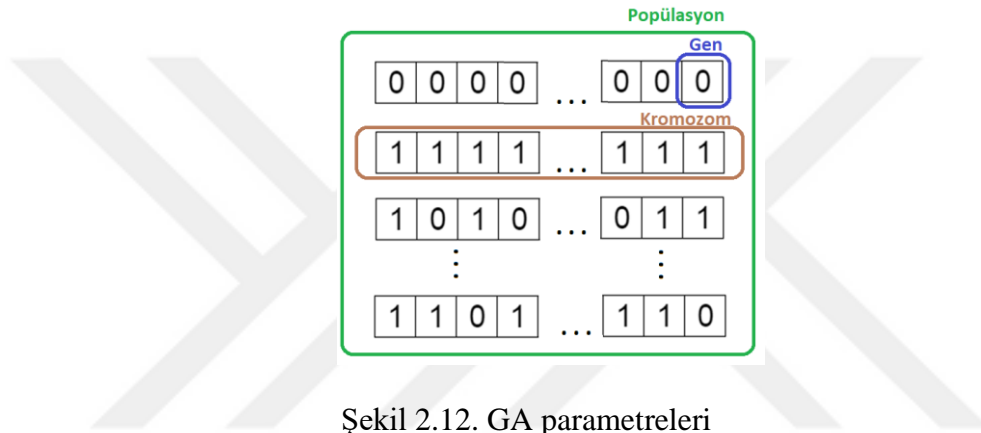 Popülasyon
Gen
0 0 0 0 ... 0 0 0
Kromozom
1 1 1 1 ... 1 1 1
1 0 1 0 ... 0 1 1
⋮ ⋮
1 1 0 1 ... 1 1 0
Şekil 2.12. GA parametreleri